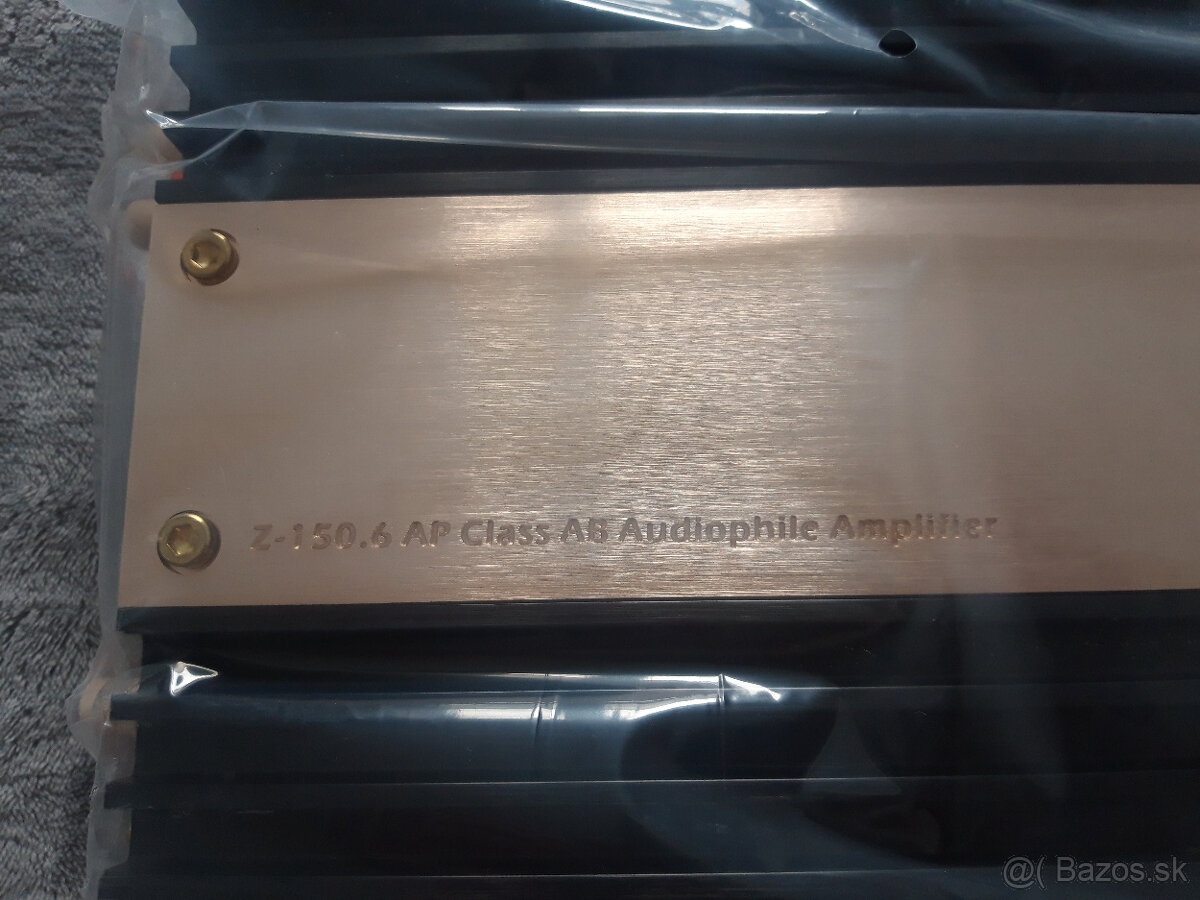 Z-150.6 AP Class AB Audiophile Amplifier
@( Bazos.sk